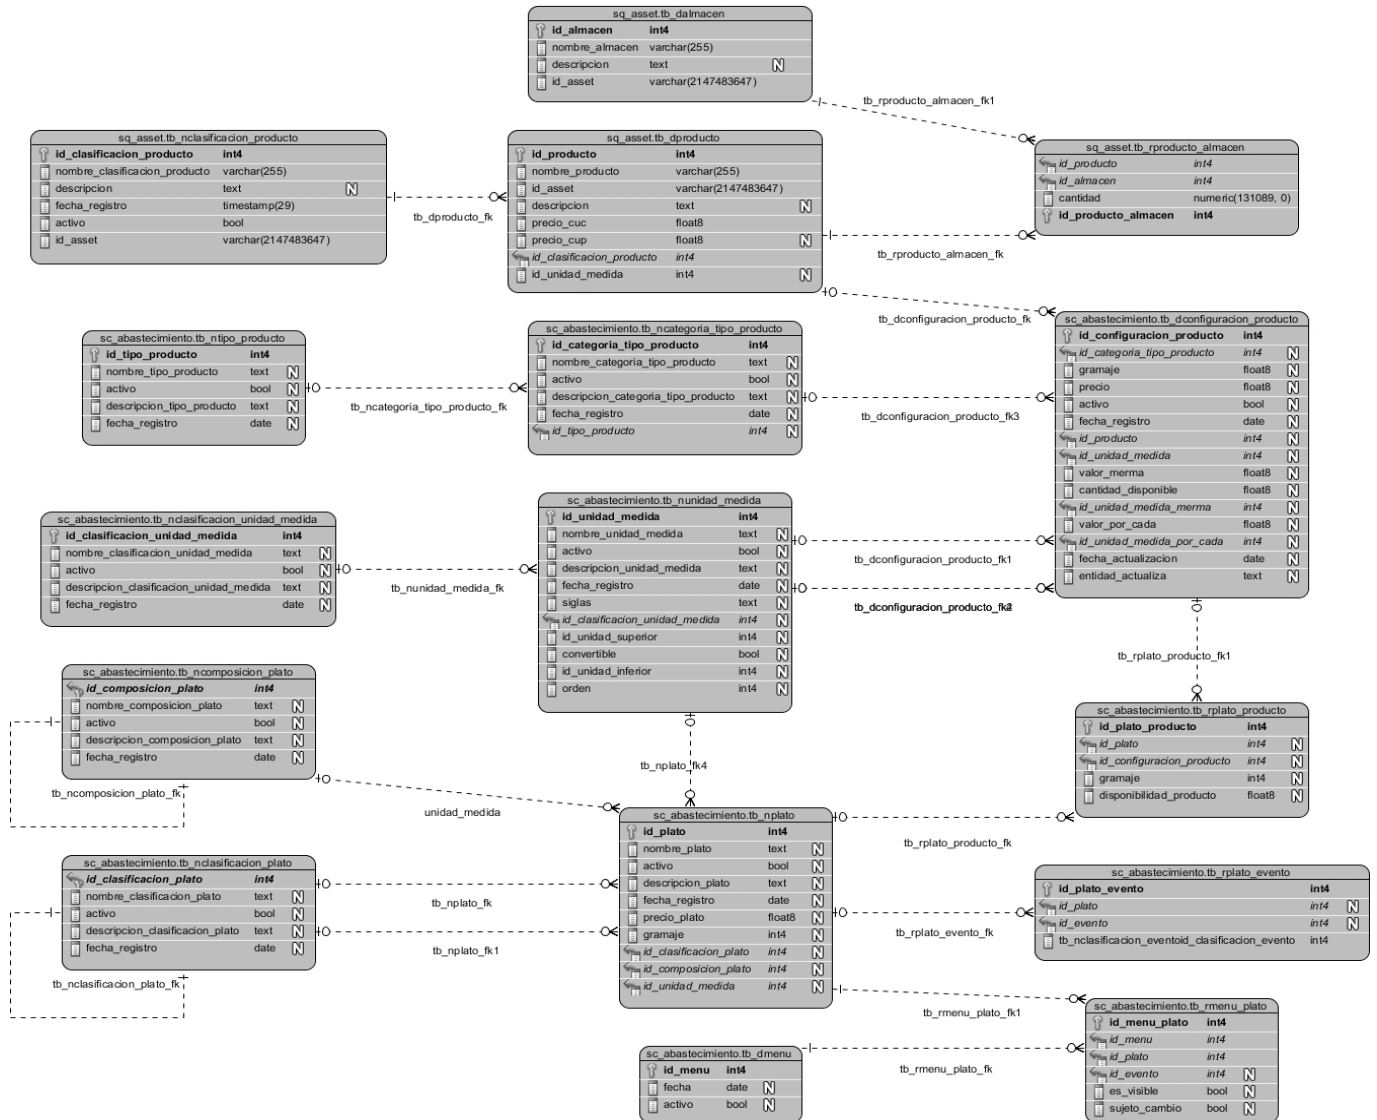 sq_asset.tb_dalmacen
id_almacen int4
nombre_almacen varchar(255)
descripcion text N
id_asset varchar(2147483647)
tb_rproducto_almacen_fk1
sq_asset.tb_nclasificacion_producto
id_clasificacion_producto int4
nombre_clasificacion_producto varchar(255)
descripcion text N
fecha_registro timestamp(29)
activo bool
id_asset varchar(2147483647)
tb_dproducto_fk
sq_asset.tb_dproducto
id_producto int4
nombre_producto varchar(255)
id_asset varchar(2147483647)
descripcion text N
precio_cuc float8
precio_cup float8 N
id_clasificacion_producto int4
id_unidad_medida int4 N
sq_asset.tb_rproducto_almacen
id_producto int4
id_almacen int4
cantidad numeric(131089, 0)
id_producto_almacen int4
tb_rproducto_almacen_fk
tb_dconfiguracion_producto_fk
sc_abastecimiento.tb_ntipo_producto
id_tipo_producto int4
nombre_tipo_producto text N
activo bool N
descripcion_tipo_producto text N
fecha_registro date N
tb_ncategoria_tipo_producto_fk
sc_abastecimiento.tb_ncategoria_tipo_producto
id_categoria_tipo_producto int4
nombre_categoria_tipo_producto text N
activo bool N
descripcion_categoria_tipo_producto text N
fecha_registro date N
id_tipo_producto int4 N
tb_dconfiguracion_producto_fk3
sc_abastecimiento.tb_dconfiguracion_producto
id_configuracion_producto int4
id_categoria_tipo_producto int4 N
gramaje float8 N
precio float8 N
activo bool N
fecha_registro date N
id_producto int4 N
id_unidad_medida int4 N
valor_merma float8 N
cantidad_disponible float8 N
id_unidad_medida_merma int4 N
valor_por_cada float8 N
id_unidad_medida_por_cada int4 N
fecha_actualizacion date N
entidad_actualiza text N
sc_abastecimiento.tb_nclasificacion_unidad_medida
id_clasificacion_unidad_medida int4
nombre_clasificacion_unidad_medida text N
activo bool N
descripcion_clasificacion_unidad_medida text N
fecha_registro date N
tb_nunidad_medida_fk
sc_abastecimiento.tb_nunidad_medida
id_unidad_medida int4
nombre_unidad_medida text N
activo bool N
descripcion_unidad_medida text N
fecha_registro date N
siglas text N
id_clasificacion_unidad_medida int4 N
id_unidad_superior int4 N
convertible bool N
id_unidad_inferior int4 N
orden int4 N
tb_dconfiguracion_producto_fk1
tb_rplato_producto_fk1
sc_abastecimiento.tb_ncomposicion_plato
id_composicion_plato int4
nombre_composicion_plato text N
activo bool N
descripcion_composicion_plato text N
fecha_registro date N
tb_ncomposicion_plato_fk
unidad_medida
tb_nplato_fk4
sc_abastecimiento.tb_rplato_producto
id_plato_producto int4
id_plato int4 N
id_configuracion_producto int4 N
gramaje int4 N
disponibilidad_producto float8 N
sc_abastecimiento.tb_nplato
id_plato int4
nombre_plato text N
activo bool N
descripcion_plato text N
fecha_registro date N
precio_plato float8 N
gramaje int4 N
id_clasificacion_plato int4 N
id_composicion_plato int4 N
id_unidad_medida int4 N
tb_rplato_producto_fk
sc_abastecimiento.tb_nclasificacion_plato
id_clasificacion_plato int4
nombre_clasificacion_plato text N
activo bool N
descripcion_clasificacion_plato text N
fecha_registro date N
tb_nclasificacion_plato_fk
tb_nplato_fk
tb_nplato_fk1
sc_abastecimiento.tb_rplato_evento
id_plato_evento int4
id_plato int4 N
id_evento int4 N
tb_nclasificacion_eventoid_clasificacion_evento int4
tb_rplato_evento_fk
tb_rmenu_plato_fk1
sc_abastecimiento.tb_rmenu_plato
id_menu_plato int4
id_menu int4
id_plato int4
id_evento int4 N
es_visible bool N
sujeto_cambio bool N
tb_rmenu_plato_fk
sc_abastecimiento.tb_dmenu
id_menu int4
fecha date N
activo bool N